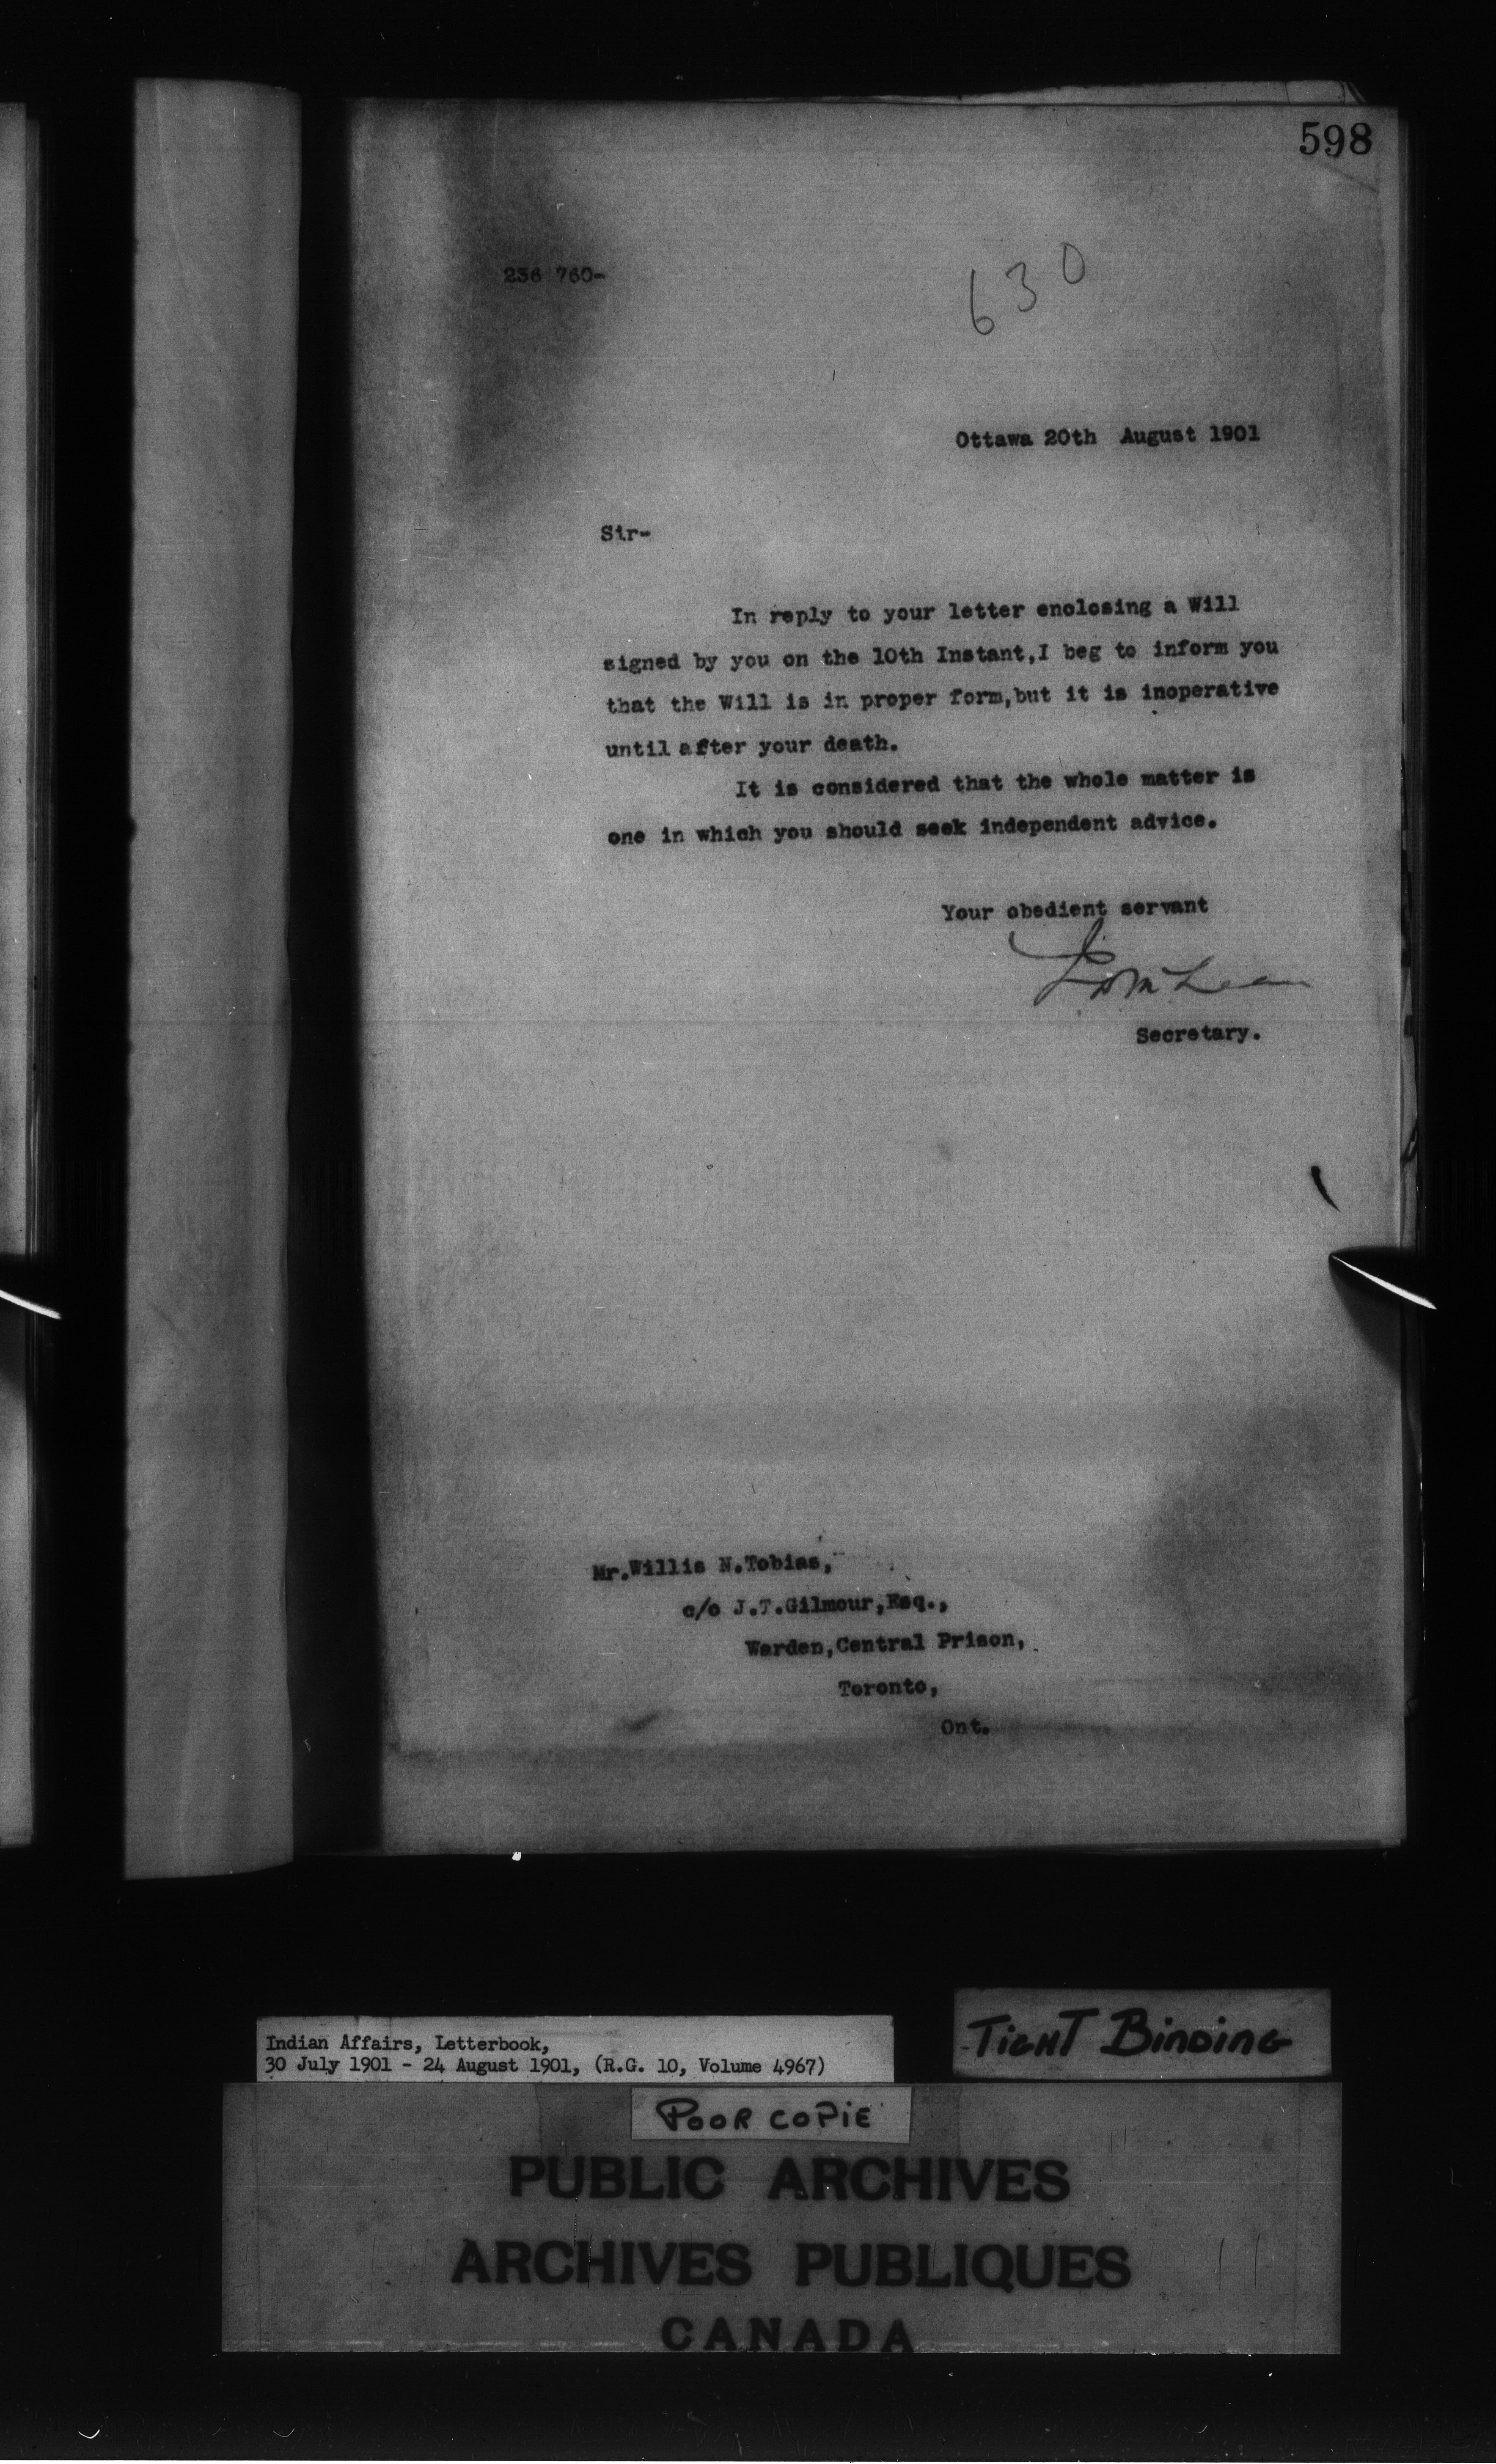 598
236 760-
630
Ottawa 20th August 1901
Sir-
In reply to your letter enclosing a Will
signed by you on the 10th Instant,I beg to inform you
that the Will is in proper form,but it is inoperative
until after your death.
It is considered that the whole matter is
one in which you should seek independent advice.
Your obedient servant
J D McLean
Secretary.
Mr.Willis N.Tobias,
c/o J.T.Gilmour,Esq.,
Warden,Central Prison,
Toronto,
Ont.
Indian Affairs, Letterbook,
30 July 1901 - 24 August 1901, (R.G. 10, Volume 4967)
TIGHT BINDING
POOR COPIE
PUBLIC ARCHIVES
ARCHIVES PUBLIQUES
CANADA